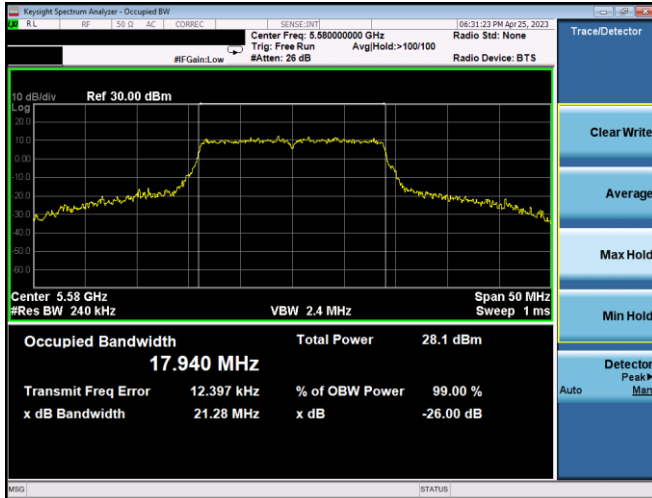 Keysight Spectrum Analyzer - Occupied BW
RL RF 50 Ω AC CORREC SENSE:INT 06:31:23 PM Apr 25, 2023
Center Freq: 5.580000000 GHz Radio Std: None
Trig: Free Run Avg|Hold:>100/100
#IFGain:Low #Atten: 26 dB Radio Device: BTS
10 dB/div Ref 30.00 dBm
Log
20.0
10.0
0.00
-10.0
-20.0
-30.0
-40.0
-50.0
-60.0
Center 5.58 GHz Span 50 MHz
#Res BW 240 kHz VBW 2.4 MHz Sweep 1 ms
Occupied Bandwidth Total Power 28.1 dBm
17.940 MHz
Transmit Freq Error 12.397 kHz % of OBW Power 99.00 %
x dB Bandwidth 21.28 MHz x dB -26.00 dB
MSG STATUS
Trace/Detector
Clear Write
Average
Max Hold
Min Hold
Detector
Peak▶
Auto Man